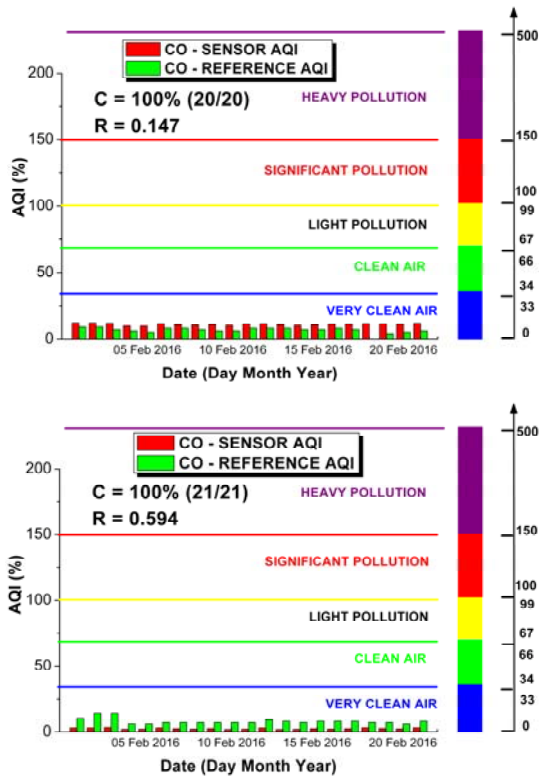 CO - SENSOR AQI
CO - REFERENCE AQI
C = 100% (20/20)
R = 0.147
HEAVY POLLUTION
SIGNIFICANT POLLUTION
LIGHT POLLUTION
CLEAN AIR
VERY CLEAN AIR
AQI (%)
200
150
100
50
0
05 Feb 2016 10 Feb 2016 15 Feb 2016 20 Feb 2016
Date (Day Month Year)
500
150
100
99
67
66
34
33
0
CO - SENSOR AQI
CO - REFERENCE AQI
C = 100% (21/21)
R = 0.594
HEAVY POLLUTION
SIGNIFICANT POLLUTION
LIGHT POLLUTION
CLEAN AIR
VERY CLEAN AIR
AQI (%)
200
150
100
50
0
05 Feb 2016 10 Feb 2016 15 Feb 2016 20 Feb 2016
Date (Day Month Year)
500
150
100
99
67
66
34
33
0